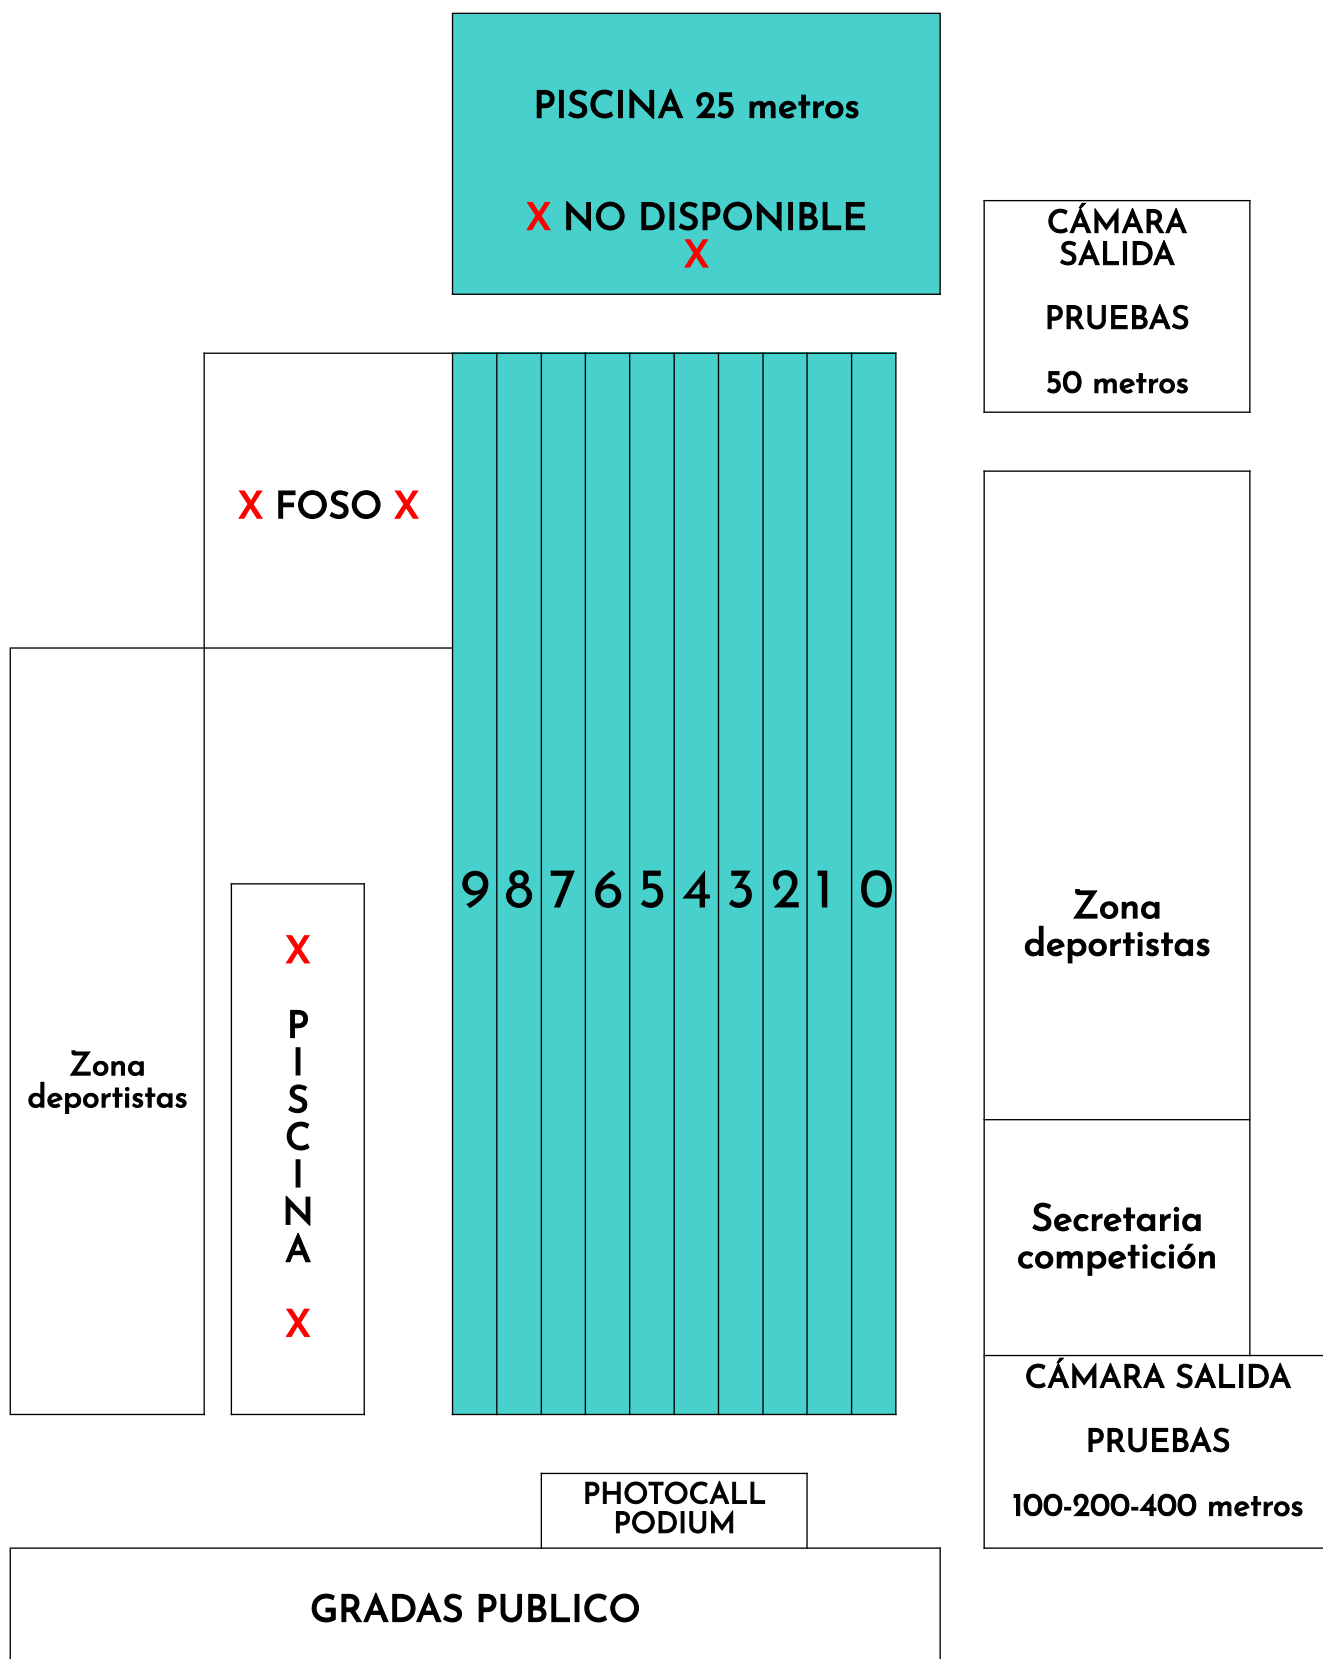 PISCINA 25 metros
X NO DISPONIBLE
X
CÁMARA
SALIDA
PRUEBAS
50 metros
X FOSO X
9 8 7 6 5 4 3 2 1 0
Zona
deportistas
X
P
I
S
C
I
N
A
X
Zona
deportistas
Secretaria
competición
CÁMARA SALIDA
PRUEBAS
100-200-400 metros
PHOTOCALL
PODIUM
GRADAS PUBLICO